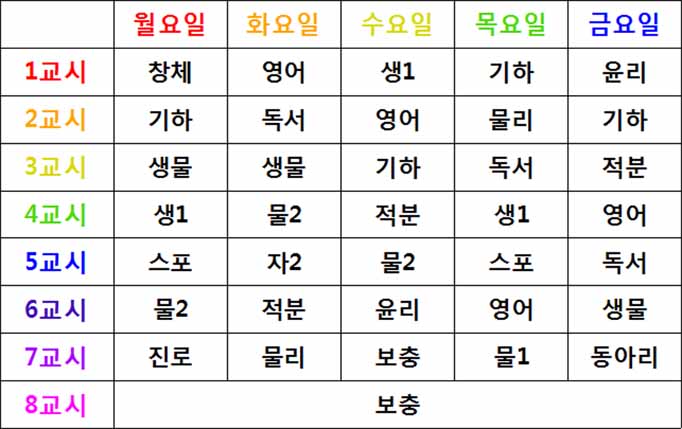 월요일 화요일 수요일 목요일 금요일
1교시 창체 영어 생1 기하 윤리
2교시 기하 독서 영어 물리 기하
3교시 생물 생물 기하 독서 적분
4교시 생1 물2 적분 생1 영어
5교시 스포 자2 물2 스포 독서
6교시 물2 적분 윤리 영어 생물
7교시 진로 물리 보충 물1 동아리
8교시 보충